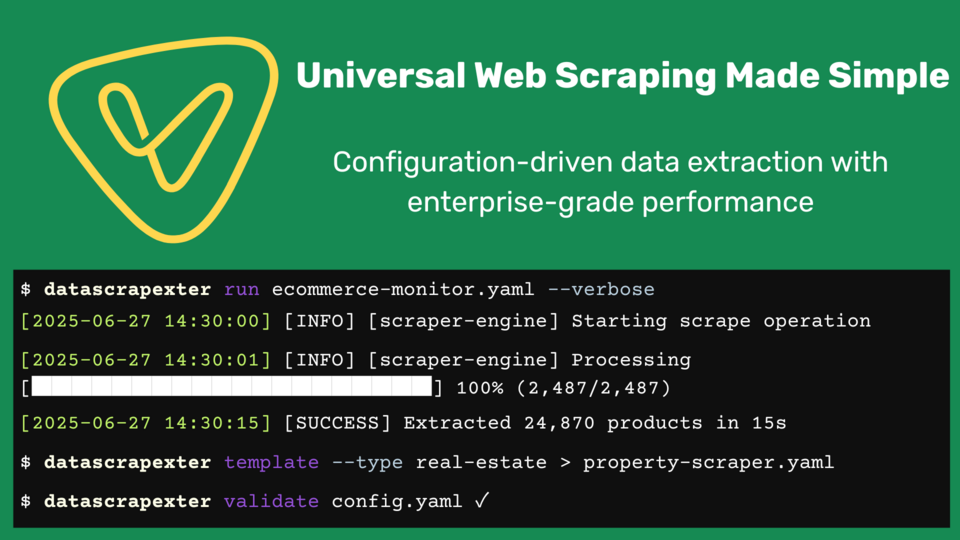 Universal Web Scraping Made Simple
Configuration-driven data extraction with
enterprise-grade performance
$ datascrapexter run ecommerce-monitor.yaml --verbose
[2025-06-27 14:30:00] [INFO] [scraper-engine] Starting scrape operation
[2025-06-27 14:30:01] [INFO] [scraper-engine] Processing
[████████████████████] 100% (2,487/2,487)
[2025-06-27 14:30:15] [SUCCESS] Extracted 24,870 products in 15s
$ datascrapexter template --type real-estate > property-scraper.yaml
$ datascrapexter validate config.yaml ✓